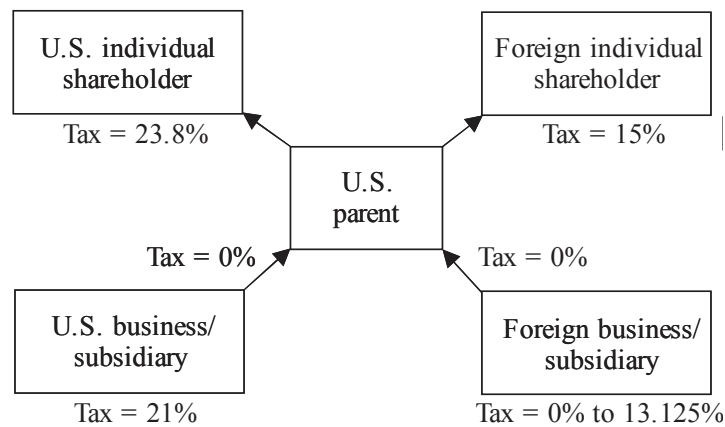 U.S. individual
shareholder
Tax = 23.8%
Foreign individual
shareholder
Tax = 15%
U.S.
parent
Tax = 0%
Tax = 0%
U.S. business/
subsidiary
Tax = 21%
Foreign business/
subsidiary
Tax = 0% to 13.125%